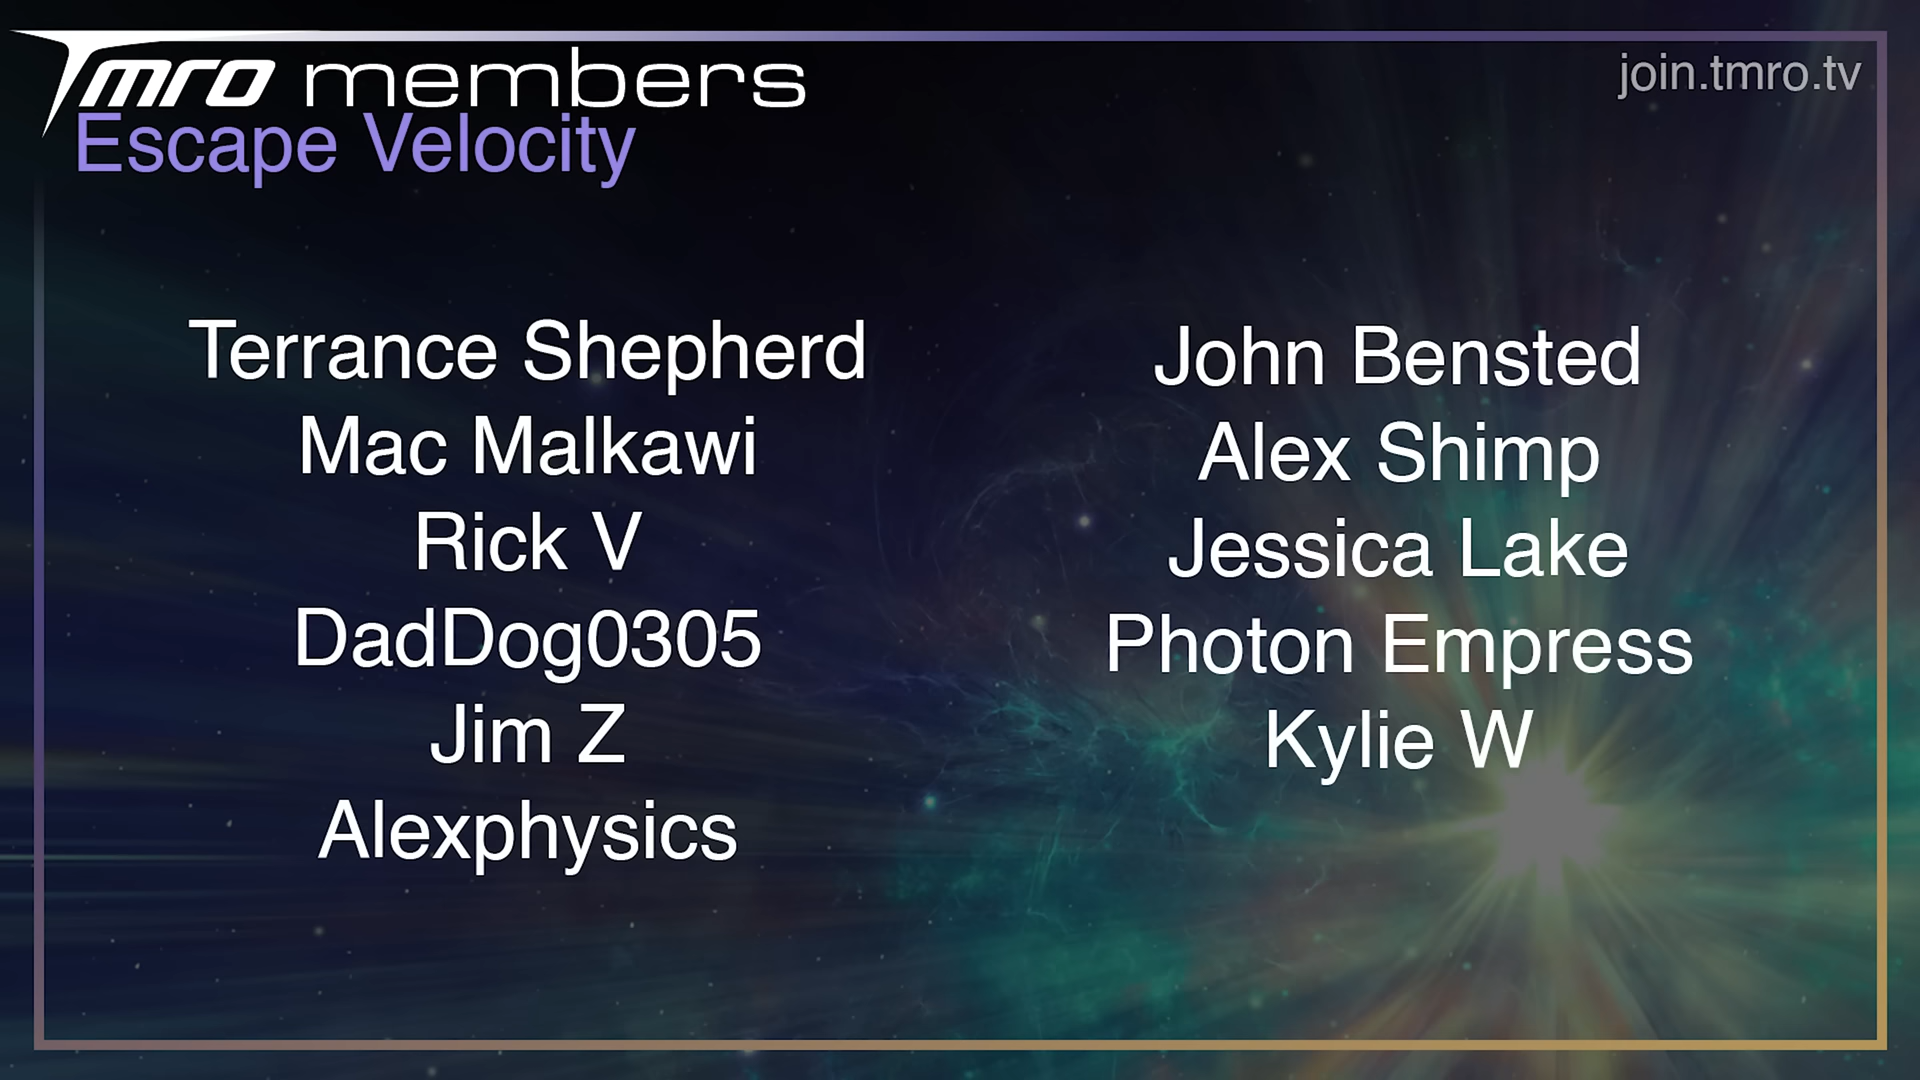 Tmro members
join.tmro.tv
Escape Velocity
Terrance Shepherd
Mac Malkawi
Rick V
DadDog0305
Jim Z
Alexphysics
John Bensted
Alex Shimp
Jessica Lake
Photon Empress
Kylie W